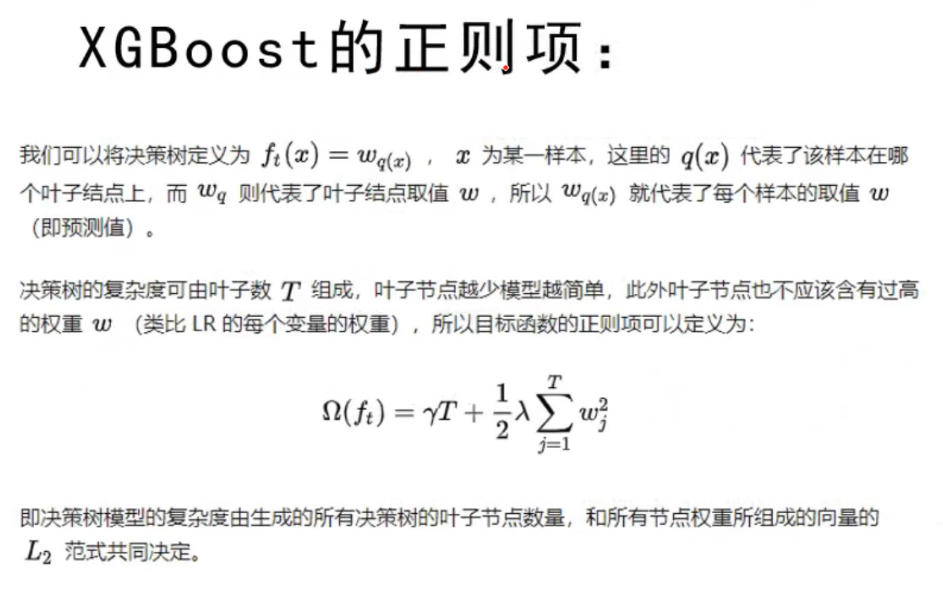 XGBoost的正则项：
我们可以将决策树定义为 f_t(x) = w_{q(x)} ， x 为某一样本，这里的 q(x) 代表了该样本在哪
个叶子结点上，而 w_q 则代表了叶子结点取值 w ，所以 w_{q(x)} 就代表了每个样本的取值 w
（即预测值）。
决策树的复杂度可由叶子数 T 组成，叶子节点越少模型越简单，此外叶子节点也不应该含有过高
的权重 w （类比 LR 的每个变量的权重），所以目标函数的正则项可以定义为：
Ω(f_t) = γT + \frac{1}{2} λ \sum_{j=1}^{T} w_j^2
即决策树模型的复杂度由生成的所有决策树的叶子节点数量，和所有节点权重所组成的向量的
L_2 范式共同决定。